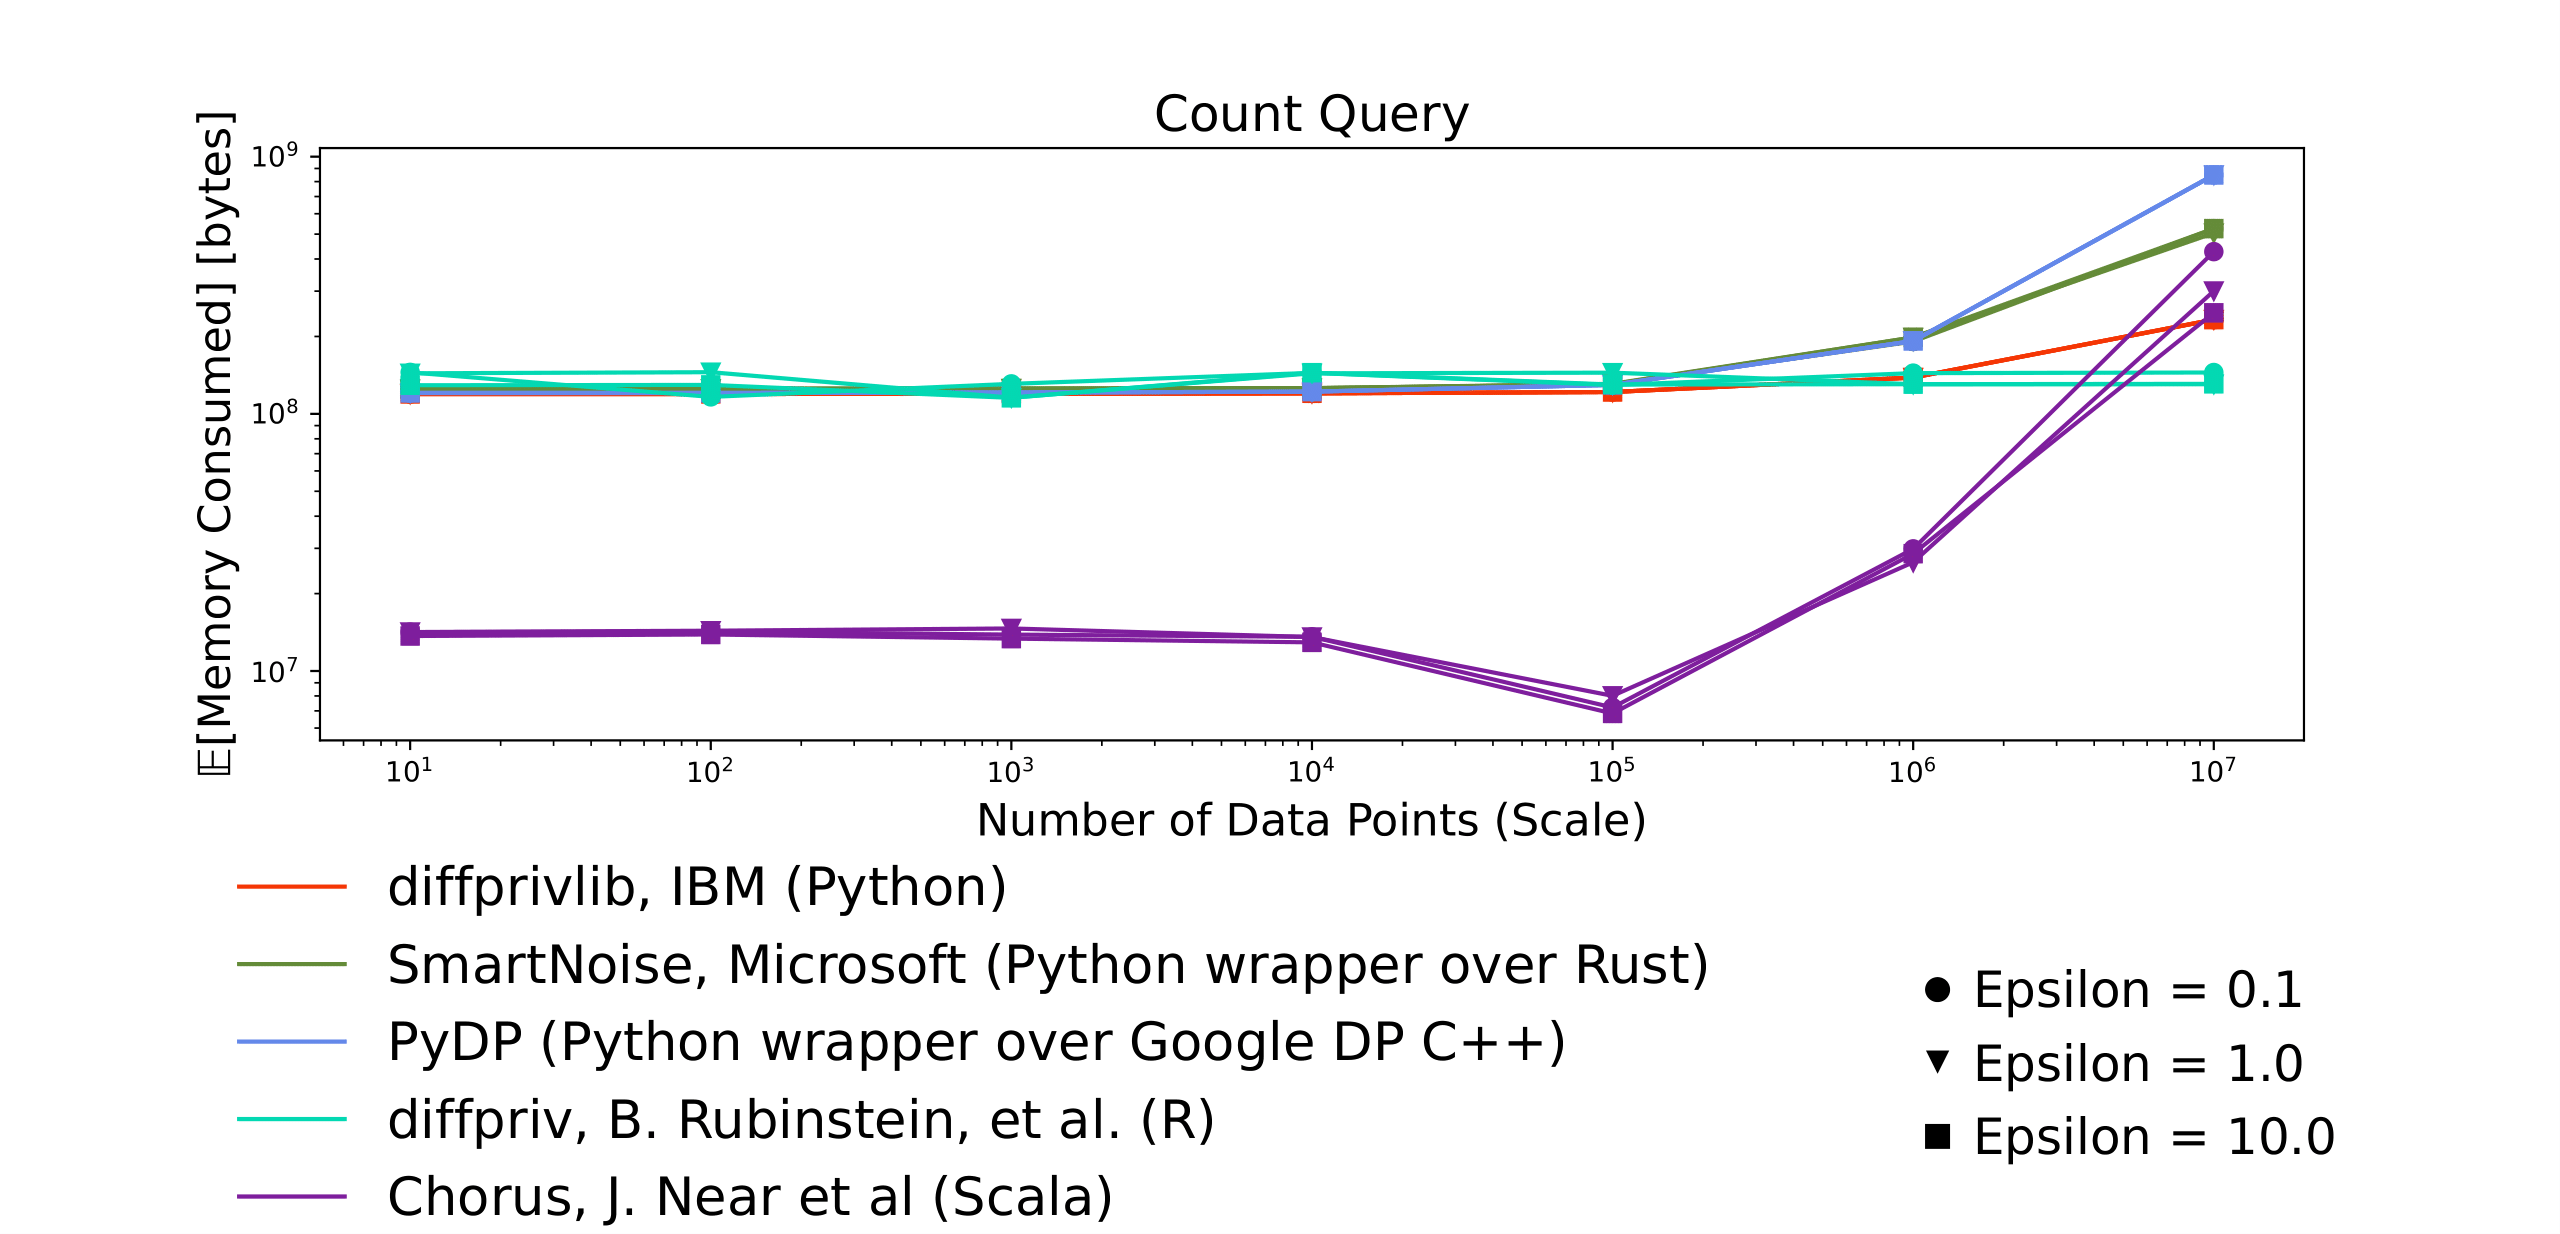 Count Query
𝔼[Memory Consumed] [bytes]
10⁹
10⁸
10⁷
10¹ 10² 10³ 10⁴ 10⁵ 10⁶ 10⁷
Number of Data Points (Scale)
diffprivlib, IBM (Python)
SmartNoise, Microsoft (Python wrapper over Rust)
PyDP (Python wrapper over Google DP C++)
diffpriv, B. Rubinstein, et al. (R)
Chorus, J. Near et al (Scala)
Epsilon = 0.1
Epsilon = 1.0
Epsilon = 10.0